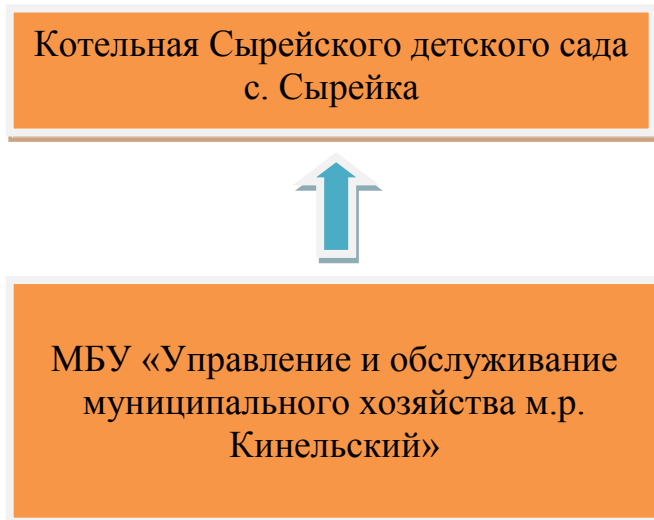 Котельная Сырейского детского сада
с. Сырейка
МБУ «Управление и обслуживание
муниципального хозяйства м.р.
Кинельский»